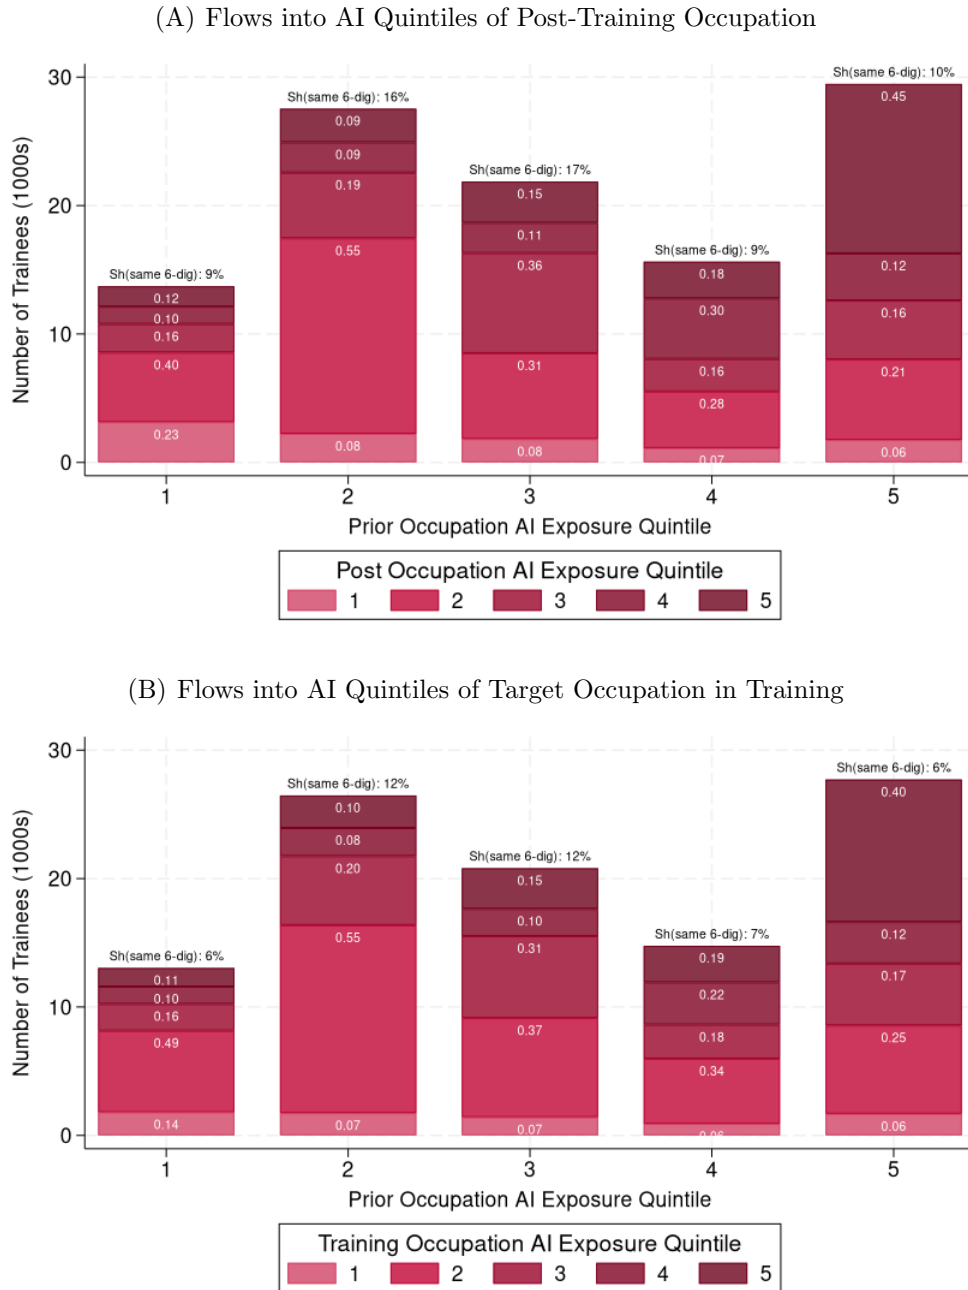 (A) Flows into AI Quintiles of Post-Training Occupation
Number of Trainees (1000s)
30
20
10
0
Sh(same 6-dig): 9%
0.12
0.10
0.16
0.40
0.23
Sh(same 6-dig): 16%
0.09
0.09
0.19
0.55
0.08
Sh(same 6-dig): 17%
0.15
0.11
0.36
0.31
0.08
Sh(same 6-dig): 9%
0.18
0.30
0.16
0.28
0.07
Sh(same 6-dig): 10%
0.45
0.12
0.16
0.21
0.06
1 2 3 4 5
Prior Occupation AI Exposure Quintile
Post Occupation AI Exposure Quintile
1 2 3 4 5
(B) Flows into AI Quintiles of Target Occupation in Training
Number of Trainees (1000s)
30
20
10
0
Sh(same 6-dig): 6%
0.11
0.10
0.16
0.49
0.14
Sh(same 6-dig): 12%
0.10
0.08
0.20
0.55
0.07
Sh(same 6-dig): 12%
0.15
0.10
0.31
0.37
0.07
Sh(same 6-dig): 7%
0.19
0.22
0.18
0.34
0.06
Sh(same 6-dig): 6%
0.40
0.12
0.17
0.25
0.06
1 2 3 4 5
Prior Occupation AI Exposure Quintile
Training Occupation AI Exposure Quintile
1 2 3 4 5